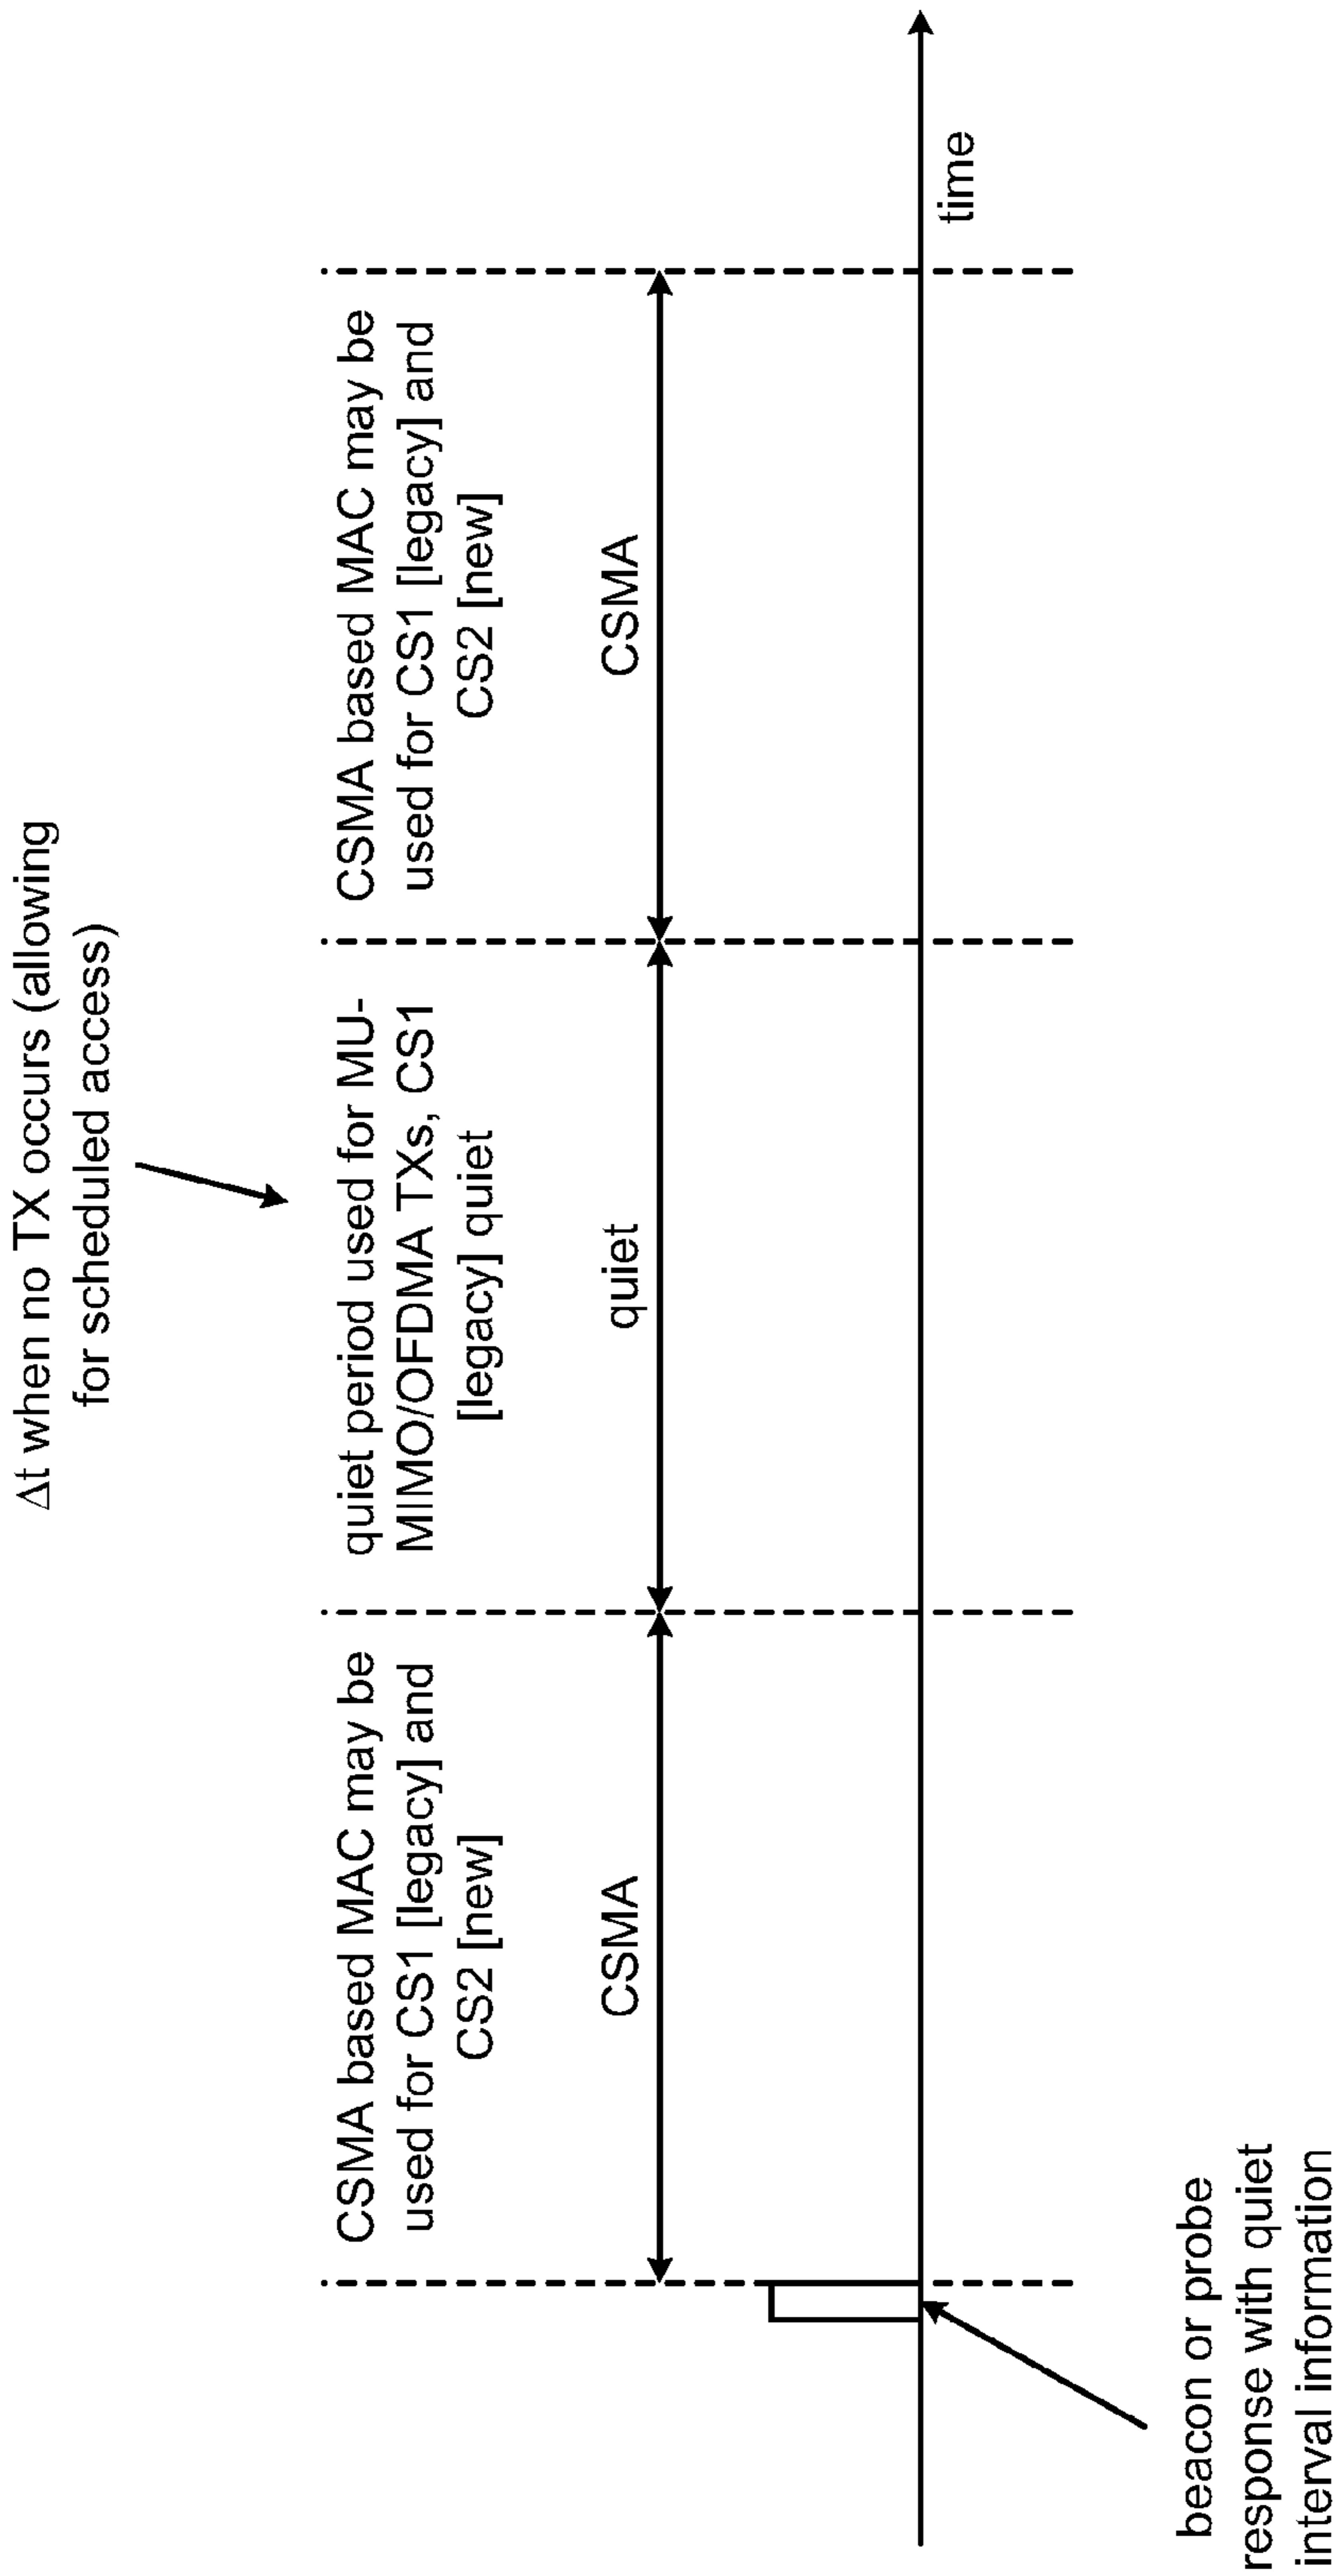 Δt when no TX occurs (allowing
for scheduled access)
CSMA based MAC may be
used for CS1 [legacy] and
CS2 [new]
quiet period used for MU-
MIMO/OFDMA TXs, CS1
[legacy] quiet
CSMA based MAC may be
used for CS1 [legacy] and
CS2 [new]
CSMA
quiet
CSMA
time
beacon or probe
response with quiet
interval information